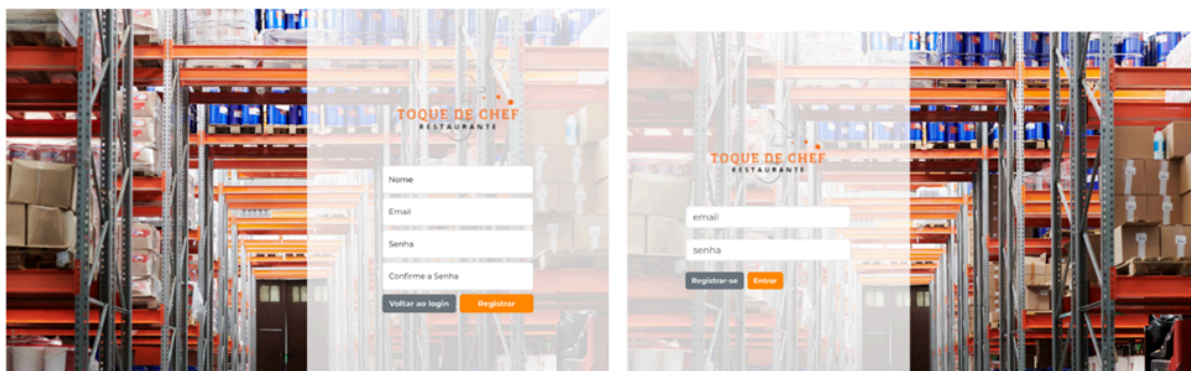 TOQUE DE CHEF
RESTAURANTE
Nome
Email
Senha
Confirme a Senha
Voltar ao login
Registrar
TOQUE DE CHEF
RESTAURANTE
email
senha
Registrar-se
Entrar